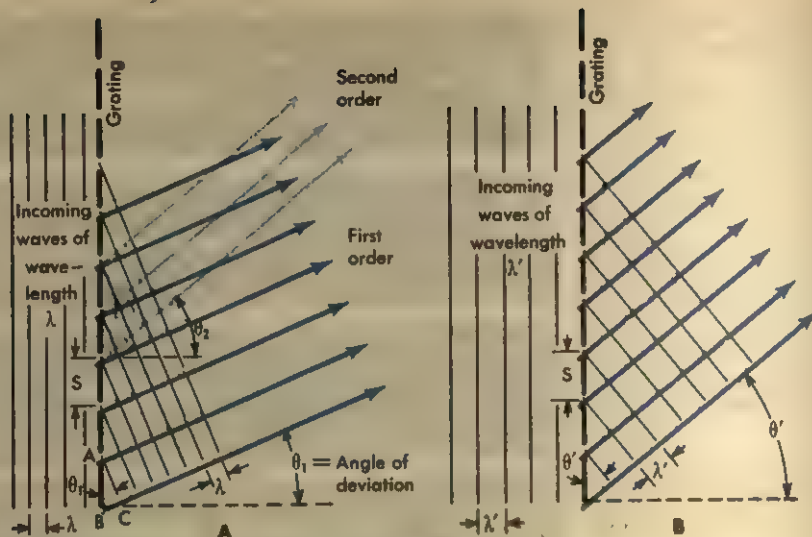 Grating
Second
order
Incoming
waves of
wave-
length
λ
First
order
θ₂
S
A
θ₁
B
C
λ
λ
θ₁ = Angle of
deviation
A
Grating
Incoming
waves of
wavelength
λ'
S
θ'
λ'
θ'
λ'
B